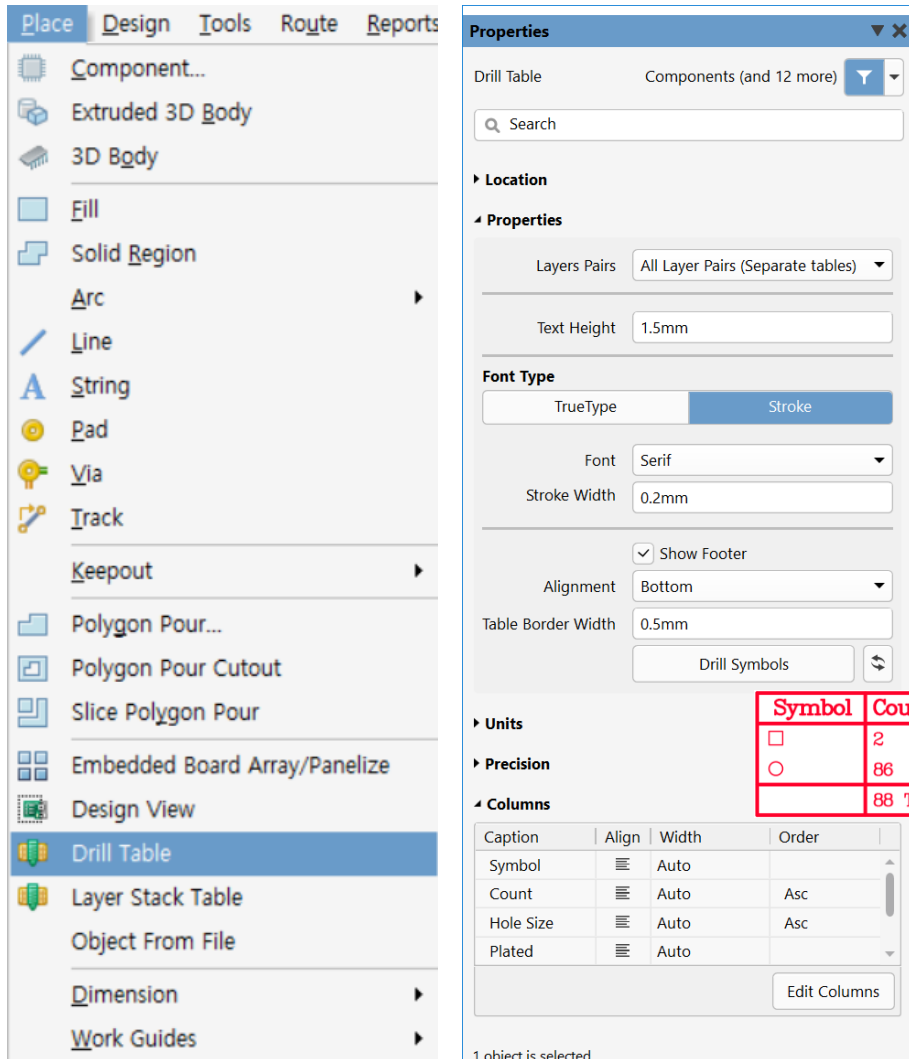 Place Design Tools Route Reports
Component...
Extruded 3D Body
3D Body
Fill
Solid Region
Arc
Line
String
Pad
Via
Track
Keepout
Polygon Pour...
Polygon Pour Cutout
Slice Polygon Pour
Embedded Board Array/Panelize
Design View
Drill Table
Layer Stack Table
Object From File
Dimension
Work Guides
Properties
Drill Table Components (and 12 more)
Search
Location
Properties
Layers Pairs All Layer Pairs (Separate tables)
Text Height 1.5mm
Font Type
TrueType Stroke
Font Serif
Stroke Width 0.2mm
Show Footer
Alignment Bottom
Table Border Width 0.5mm
Drill Symbols
Units
Precision
Columns
Symbol Cou
2
86
88 T
Caption Align Width Order
Symbol Auto
Count Auto Asc
Hole Size Auto Asc
Plated Auto
Edit Columns
1 object is selected